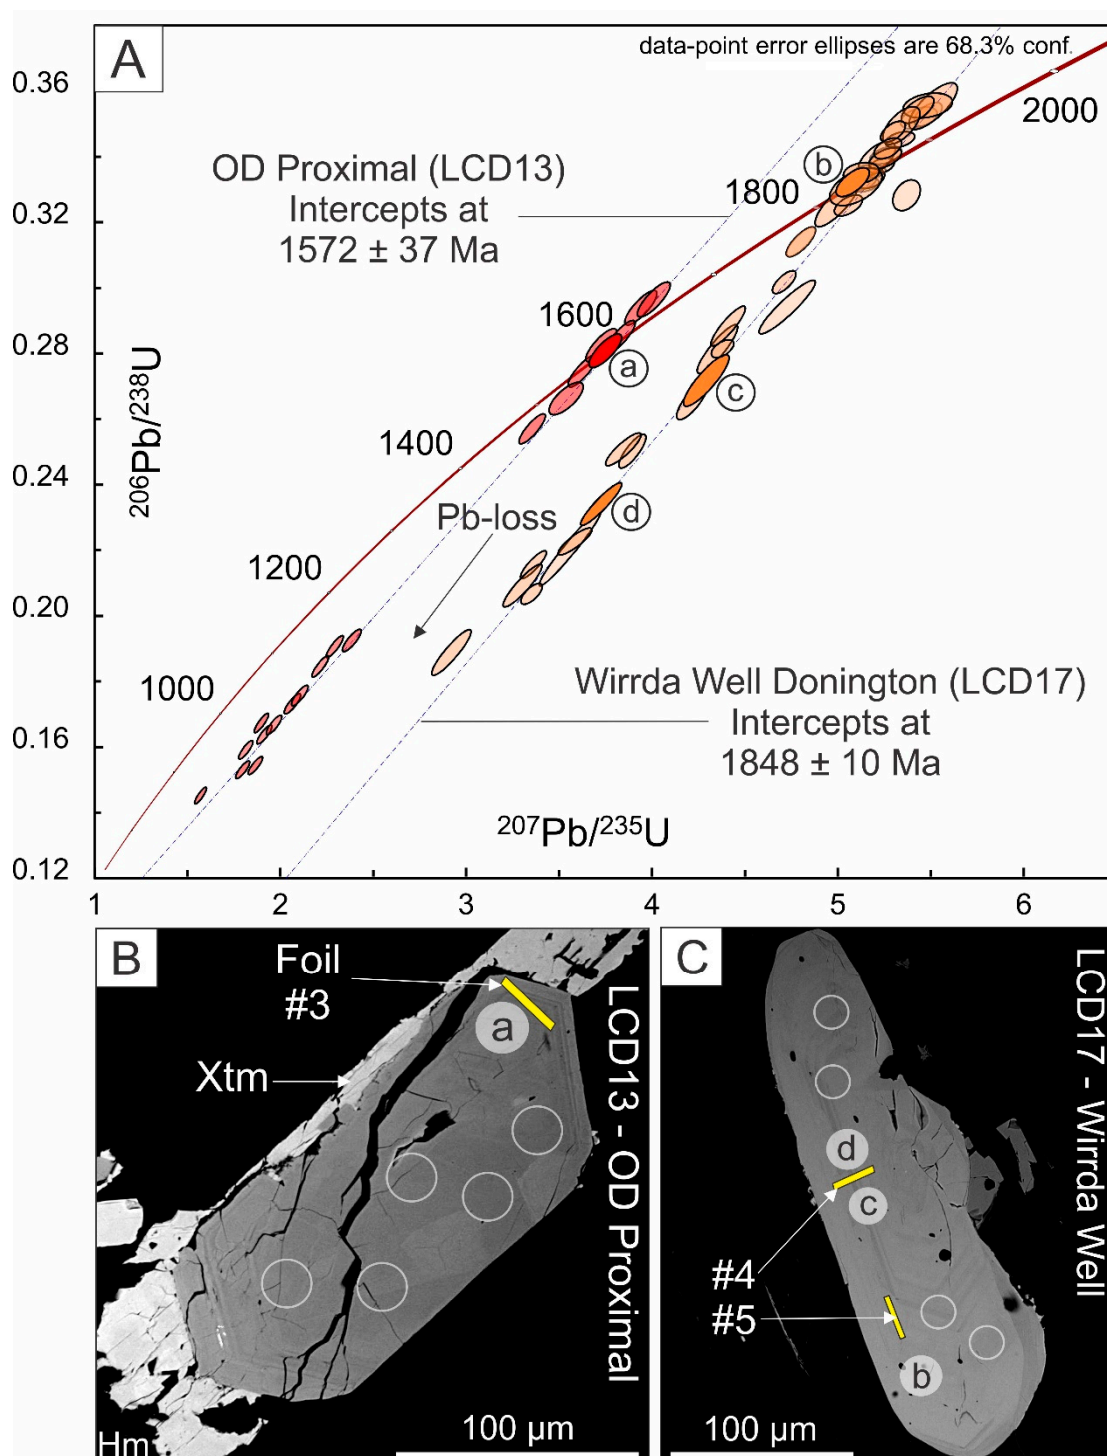 A
data-point error ellipses are 68.3% conf.
0.36
0.32
0.28
0.24
0.20
0.16
0.12
206Pb/238U
2000
1800
1600
1400
1200
1000
OD Proximal (LCD13)
Intercepts at
1572 ± 37 Ma
b
a
c
d
Pb-loss
Wirrda Well Donington (LCD17)
Intercepts at
1848 ± 10 Ma
207Pb/235U
1 2 3 4 5 6
B
Foil
#3
a
Xtm
Hm
100 µm
LCD13 - OD Proximal
C
d
c
#4
#5
b
100 µm
LCD17 - Wirrda Well